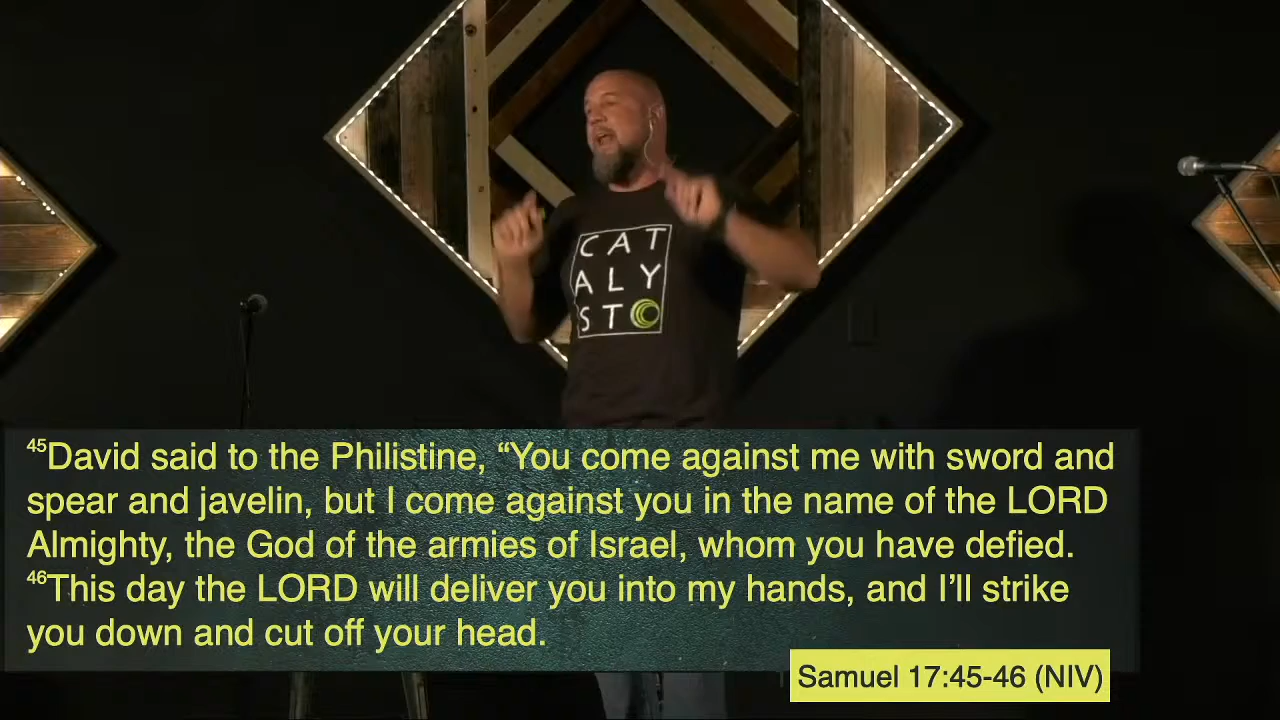 CAT
ALY
ST
45David said to the Philistine, “You come against me with sword and
spear and javelin, but I come against you in the name of the LORD
Almighty, the God of the armies of Israel, whom you have defied.
46This day the LORD will deliver you into my hands, and I’ll strike
you down and cut off your head.
Samuel 17:45-46 (NIV)